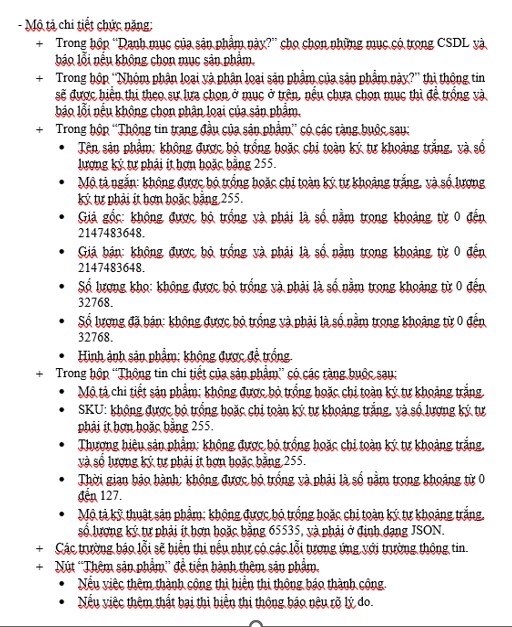 - Mô tả chi tiết chức năng:
+ Trong hộp “Danh mục của sản phẩm này?” cho chọn những mục có trong CSDL và
báo lỗi nếu không chọn mục sản phẩm.
+ Trong hộp “Nhóm phân loại và phân loại sản phẩm của sản phẩm này?” thì thông tin
sẽ được hiển thị theo sự lựa chọn ở mục ở trên, nếu chưa chọn mục thì để trống và
báo lỗi nếu không chọn phân loại của sản phẩm.
+ Trong hộp “Thông tin trang đầu của sản phẩm” có các ràng buộc sau:
• Tên sản phẩm: không được bỏ trống hoặc chỉ toàn ký tự khoảng trắng, và số
lượng ký tự phải ít hơn hoặc bằng 255.
• Mô tả ngắn: không được bỏ trống hoặc chỉ toàn ký tự khoảng trắng, và số lượng
ký tự phải ít hơn hoặc bằng 255.
• Giá gốc: không được bỏ trống và phải là số nằm trong khoảng từ 0 đến
2147483648.
• Giá bán: không được bỏ trống và phải là số nằm trong khoảng từ 0 đến
2147483648.
• Số lượng kho: không được bỏ trống và phải là số nằm trong khoảng từ 0 đến
32768.
• Số lượng đã bán: không được bỏ trống và phải là số nằm trong khoảng từ 0 đến
32768.
• Hình ảnh sản phẩm: không được để trống.
+ Trong hộp “Thông tin chi tiết của sản phẩm” có các ràng buộc sau:
• Mô tả chi tiết sản phẩm: không được bỏ trống hoặc chỉ toàn ký tự khoảng trắng.
• SKU: không được bỏ trống hoặc chỉ toàn ký tự khoảng trắng, và số lượng ký tự
phải ít hơn hoặc bằng 255.
• Thương hiệu sản phẩm: không được bỏ trống hoặc chỉ toàn ký tự khoảng trắng,
và số lượng ký tự phải ít hơn hoặc bằng 255.
• Thời gian bảo hành: không được bỏ trống và phải là số nằm trong khoảng từ 0
đến 127.
• Mô tả kỹ thuật sản phẩm: không được bỏ trống hoặc chỉ toàn ký tự khoảng trắng,
số lượng ký tự phải ít hơn hoặc bằng 65535, và phải ở định dạng JSON.
+ Các trường báo lỗi sẽ hiển thị nếu như có các lỗi tương ứng với trường thông tin.
+ Nút “Thêm sản phẩm” để tiến hành thêm sản phẩm.
• Nếu việc thêm thành công thì hiển thị thông báo thành công.
• Nếu việc thêm thất bại thì hiển thị thông báo nêu rõ lý do.